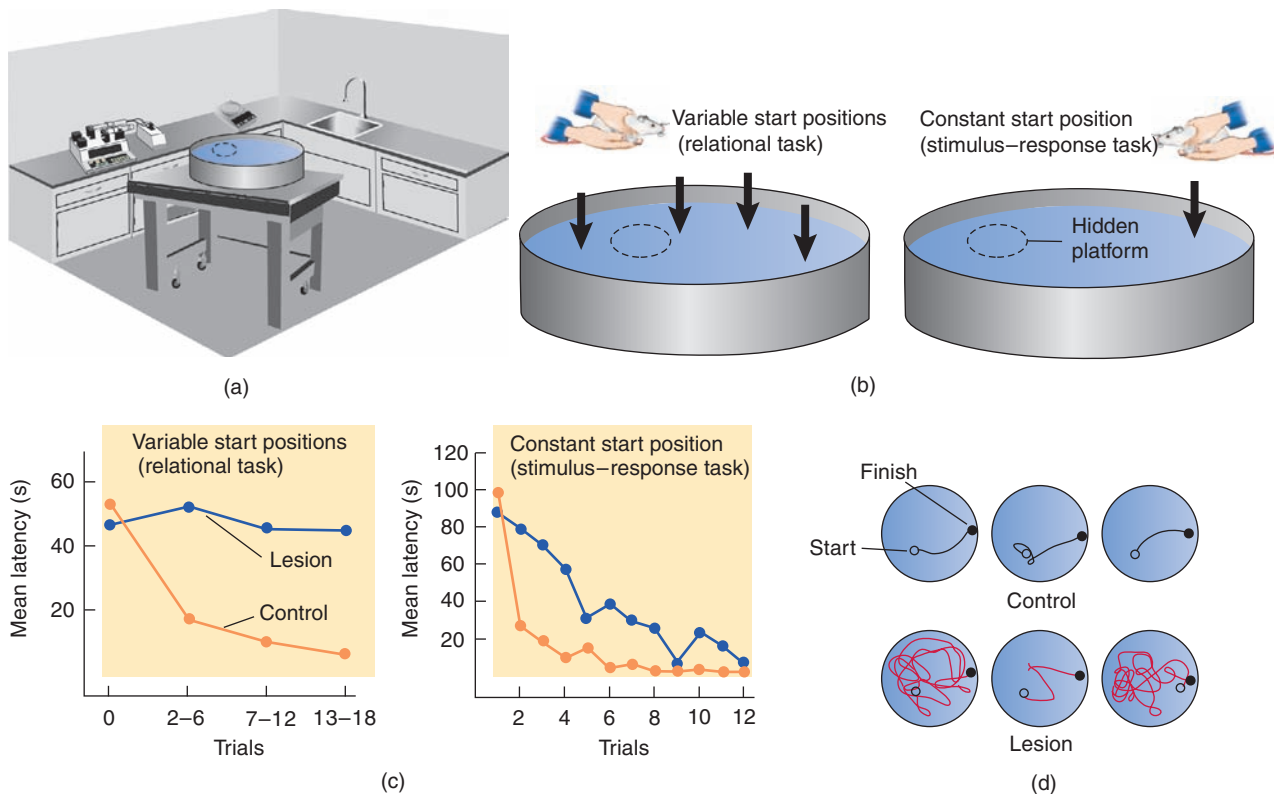 Variable start positions
(relational task)
Constant start position
(stimulus–response task)
Hidden
platform
(a)
(b)
Variable start positions
(relational task)
Mean latency (s)
60
40
20
Lesion
Control
0
2–6
7–12
13–18
Trials
Constant start position
(stimulus–response task)
Mean latency (s)
120
100
80
60
40
20
2
4
6
8
10
12
Trials
(c)
Finish
Start
Control
Lesion
(d)